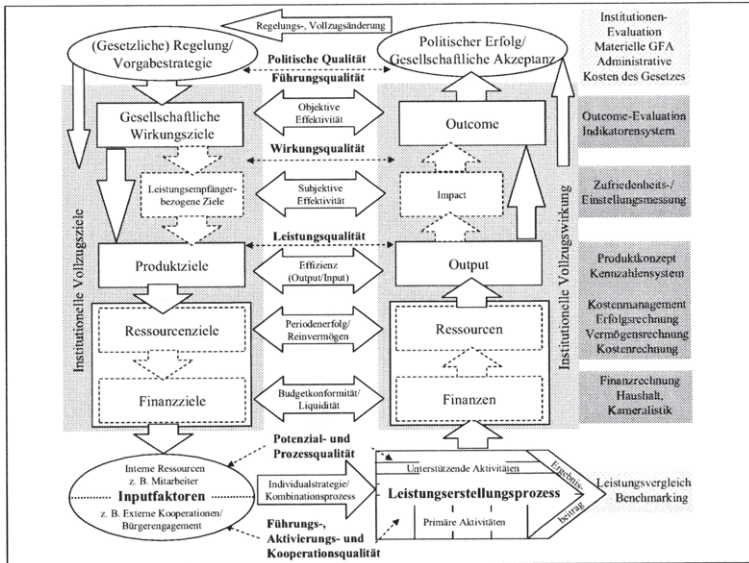 Regelungs-, Vollzugsänderung
(Gesetzliche) Regelung/
Vorgabestrategie
Politische Qualität
Führungsqualität
Politischer Erfolg/
Gesellschaftliche Akzeptanz
Institutionen-
Evaluation
Materielle GFA
Administrative
Kosten des Gesetzes
Gesellschaftliche
Wirkungsziele
Objektive
Effektivität
Outcome
Outcome-Evaluation
Indikatorensystem
Wirkungsqualität
Leistungsempfänger-
bezogene Ziele
Subjektive
Effektivität
Impact
Zufriedenheits-/
Einstellungsmessung
Leistungsqualität
Produktziele
Effizienz
(Output/Input)
Output
Produktkonzept
Kennzahlensystem
Ressourcenziele
Periodenerfolg/
Reinvermögen
Ressourcen
Kostenmanagement
Erfolgsrechnung
Vermögensrechnung
Kostenrechnung
Finanzziele
Budgetkonformität/
Liquidität
Finanzen
Finanzrechnung
Haushalt,
Kameralistik
Institutionelle Vollzugsziele
Institutionelle Vollzugswirkung
Potenzial- und
Prozessqualität
Interne Ressourcen
z. B. Mitarbeiter
Inputfaktoren
z. B. Externe Kooperationen/
Bürgerengagement
Individualstrategie/
Kombinationsprozess
Unterstützende Aktivitäten
Leistungserstellungsprozess
Primäre Aktivitäten
Ergebnis-
beitrag
Leistungsvergleich
Benchmarking
Führungs-,
Aktivierungs- und
Kooperationsqualität